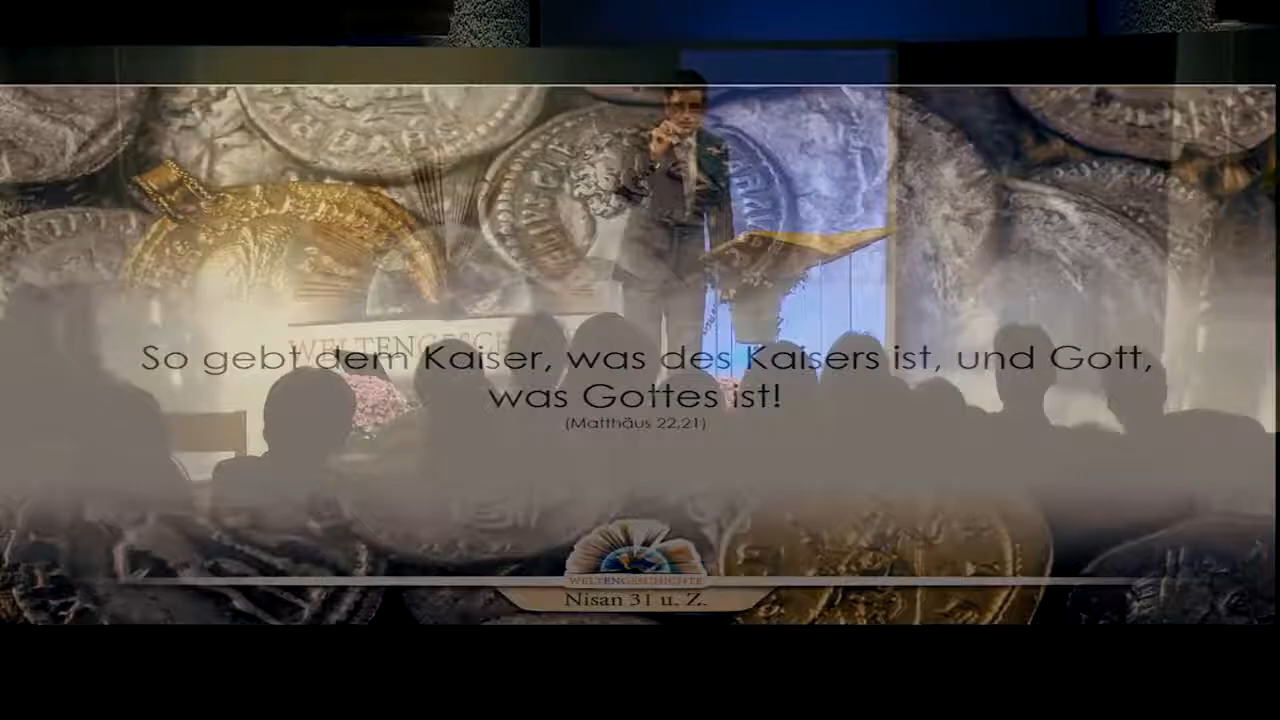 WELTENGESCH
So gebt dem Kaiser, was des Kaisers ist, und Gott,
was Gottes ist!
(Matthäus 22,21)
WELTENGESCHICHTE
Nisan 31 u. Z.